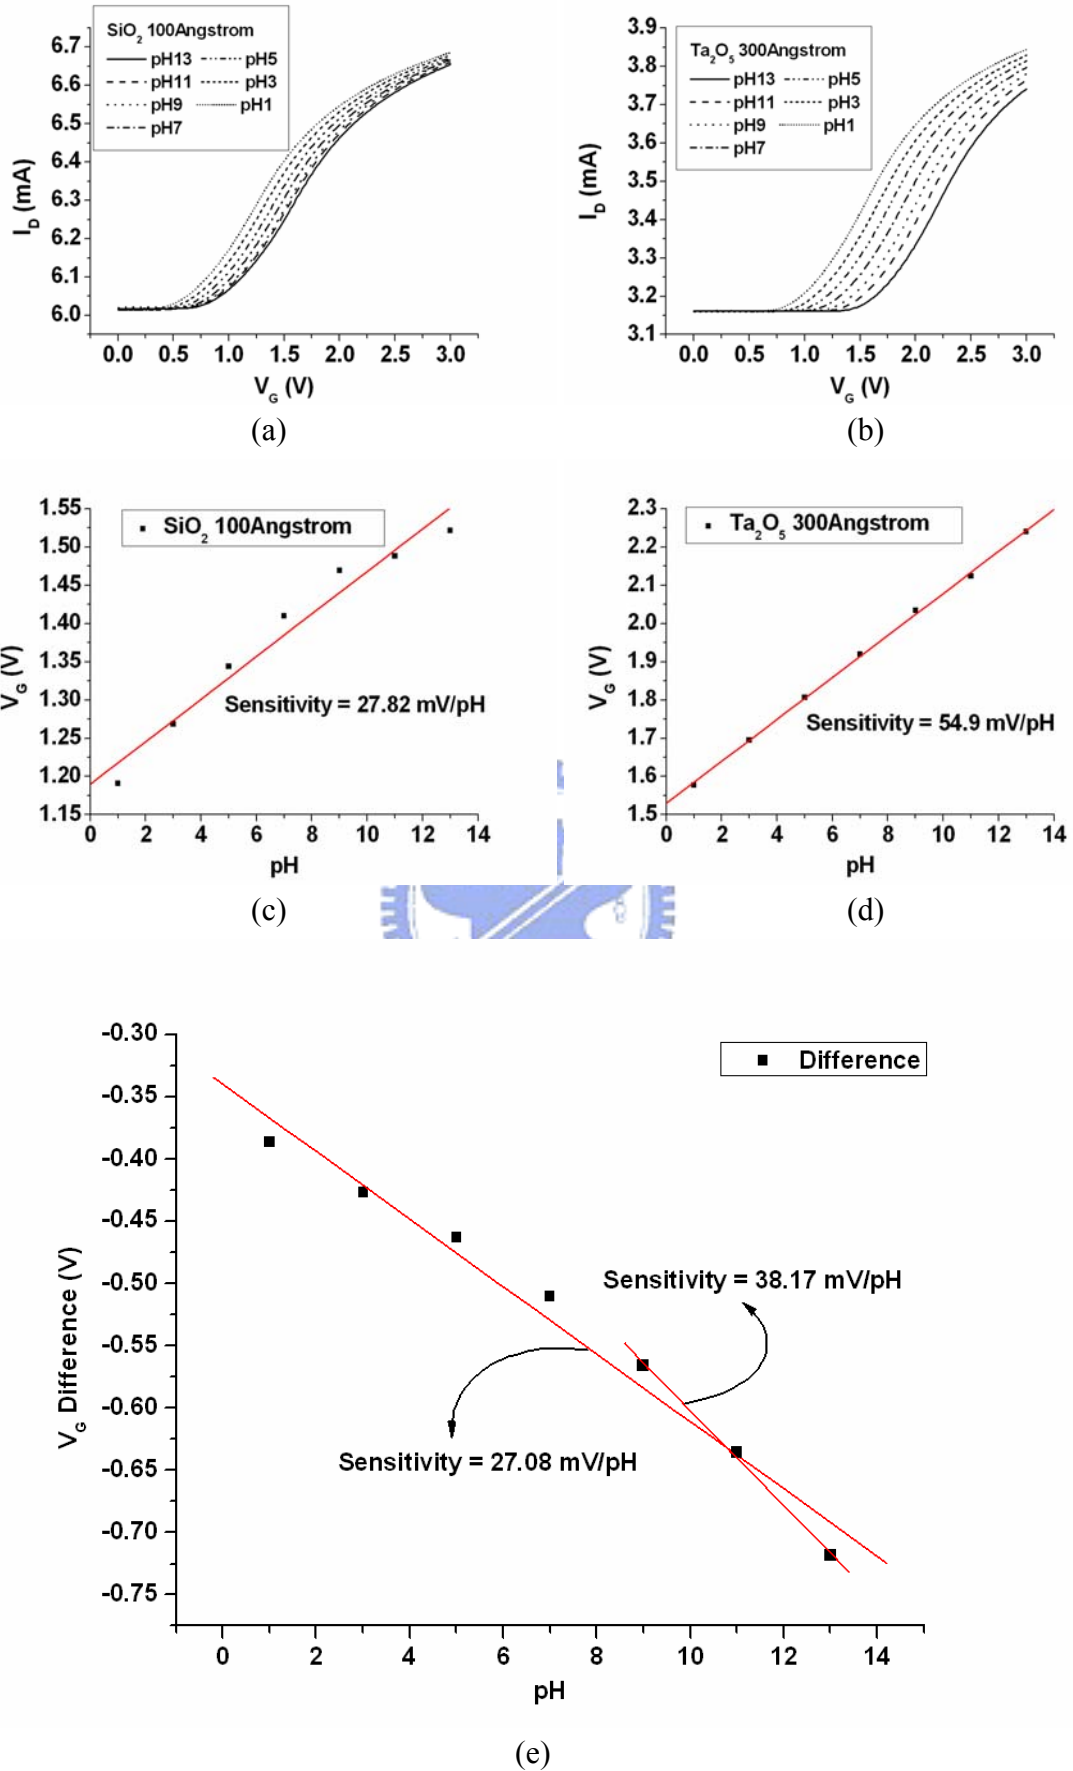 SiO2 100Angstrom
pH13 pH5
pH11 pH3
pH9 pH1
pH7
6.7
6.6
6.5
6.4
6.3
6.2
6.1
6.0
ID (mA)
0.0 0.5 1.0 1.5 2.0 2.5 3.0
VG (V)
(a)
Ta2O5 300Angstrom
pH13 pH5
pH11 pH3
pH9 pH1
pH7
3.9
3.8
3.7
3.6
3.5
3.4
3.3
3.2
3.1
ID (mA)
0.0 0.5 1.0 1.5 2.0 2.5 3.0
VG (V)
(b)
SiO2 100Angstrom
1.55
1.50
1.45
1.40
1.35
1.30
1.25
1.20
1.15
VG (V)
Sensitivity = 27.82 mV/pH
0 2 4 6 8 10 12 14
pH
(c)
Ta2O5 300Angstrom
2.3
2.2
2.1
2.0
1.9
1.8
1.7
1.6
1.5
VG (V)
Sensitivity = 54.9 mV/pH
0 2 4 6 8 10 12 14
pH
(d)
Difference
-0.30
-0.35
-0.40
-0.45
-0.50
-0.55
-0.60
-0.65
-0.70
-0.75
VG Difference (V)
Sensitivity = 38.17 mV/pH
Sensitivity = 27.08 mV/pH
0 2 4 6 8 10 12 14
pH
(e)